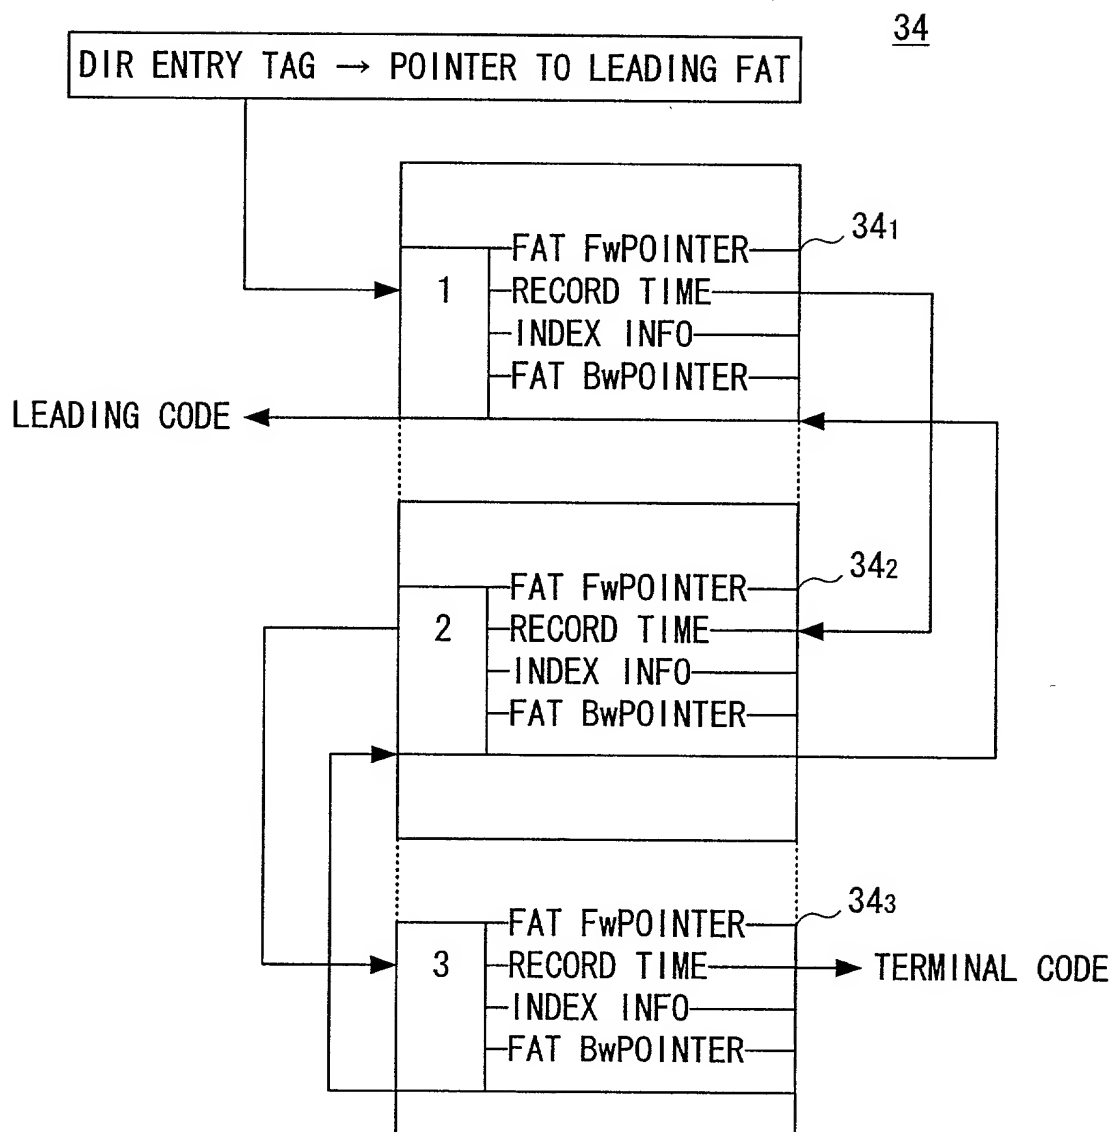 34
DIR ENTRY TAG → POINTER TO LEADING FAT
FAT FwPOINTER 34₁
1 RECORD TIME
INDEX INFO
FAT BwPOINTER
LEADING CODE
FAT FwPOINTER 34₂
2 RECORD TIME
INDEX INFO
FAT BwPOINTER
FAT FwPOINTER 34₃
3 RECORD TIME TERMINAL CODE
INDEX INFO
FAT BwPOINTER